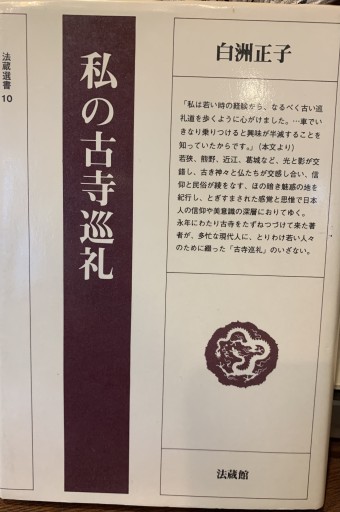 法蔵選書
10
私の古寺巡礼
白洲正子
「私は若い時の経験から、なるべく古い巡
礼道を歩くように心がけました。…車でい
きなり乗りつけると興味が半減することを
知っていたからです。」(本文より)
若狭、熊野、近江、葛城など、光と影が交
錯し、古き神々と仏たちが交感し合い、信
仰と民俗が綾をなす、ほの暗き魅惑の地を
紀行し、とぎすまされた感覚と思惟で日本
人の信仰や美意識の深層におりてゆく。
永年にわたり古寺をたずねつづけて来た著
者が、多忙な現代人に、とりわけ若い人々
のために綴った「古寺巡礼」のいざない。
法蔵館